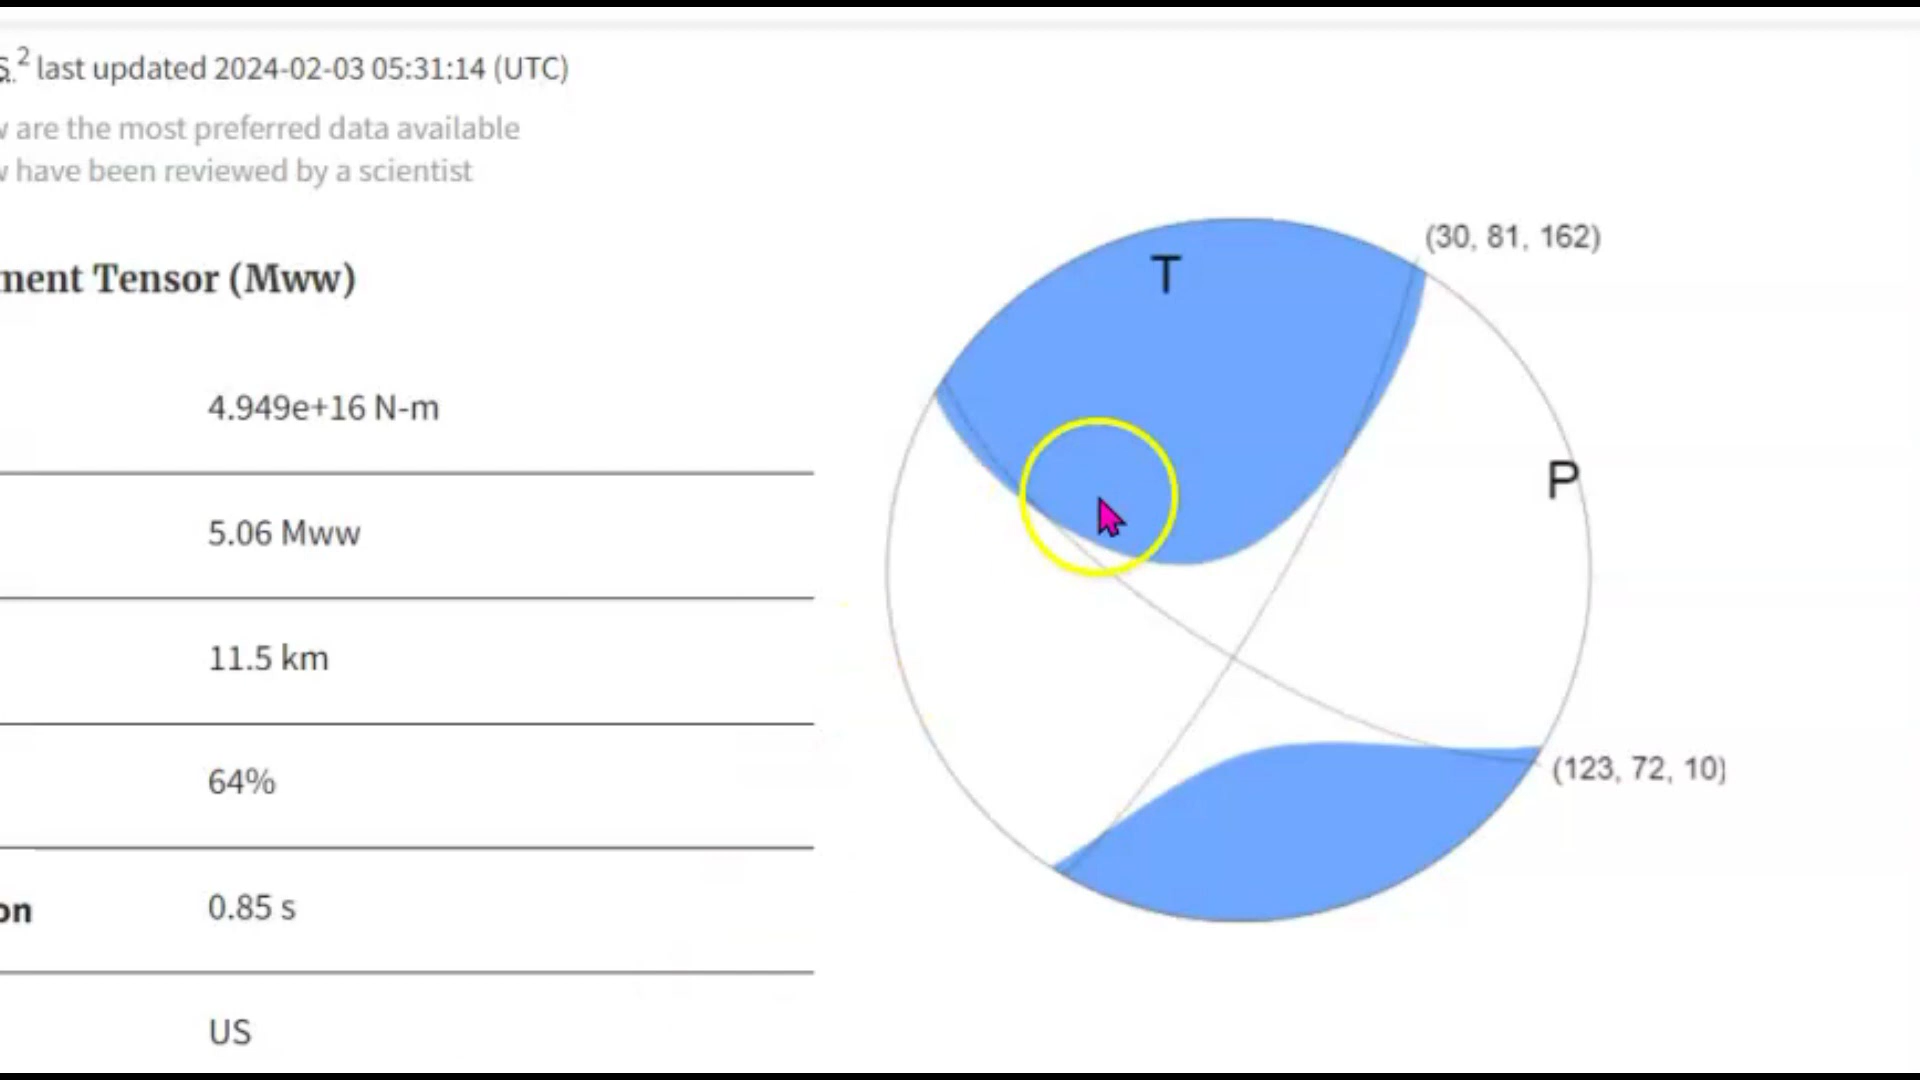 S.² last updated 2024-02-03 05:31:14 (UTC)
w are the most preferred data available
w have been reviewed by a scientist
ment Tensor (Mww)
4.949e+16 N-m
5.06 Mww
11.5 km
64%
on 0.85 s
US
(30, 81, 162)
T
P
(123, 72, 10)